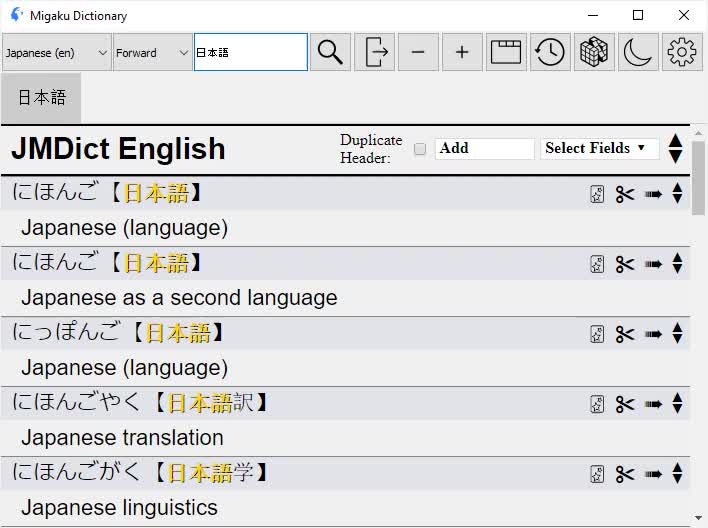 Migaku Dictionary
Japanese (en) Forward 日本語
日本語
JMDict English
Duplicate Header: Add Select Fields ▼
にほんご【日本語】
Japanese (language)
にほんご【日本語】
Japanese as a second language
にっぽんご【日本語】
Japanese (language)
にほんごやく【日本語訳】
Japanese translation
にほんごがく【日本語学】
Japanese linguistics